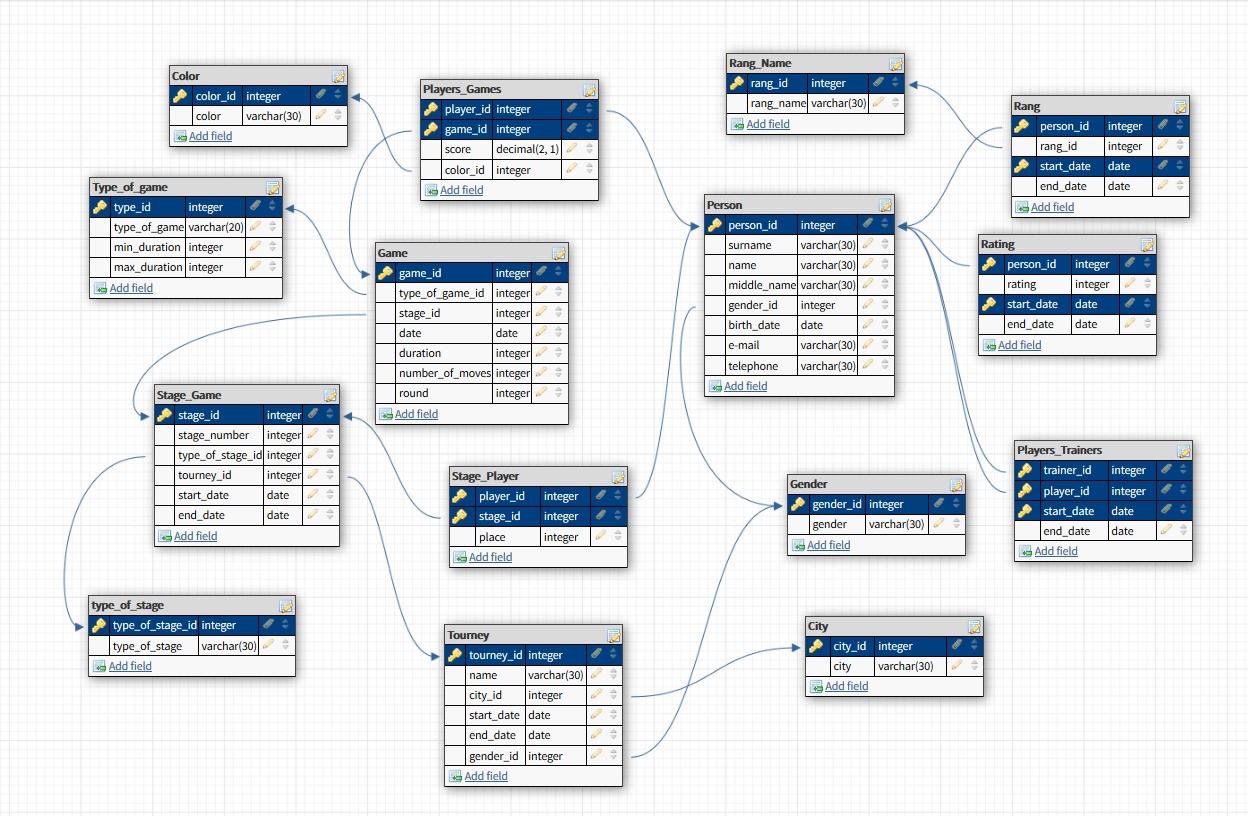 Color
color_id integer
color varchar(30)
Add field
Players_Games
player_id integer
game_id integer
score decimal(2, 1)
color_id integer
Add field
Rang_Name
rang_id integer
rang_name varchar(30)
Add field
Rang
person_id integer
rang_id integer
start_date date
end_date date
Add field
Type_of_game
type_id integer
type_of_game varchar(20)
min_duration integer
max_duration integer
Add field
Game
game_id integer
type_of_game_id integer
stage_id integer
date date
duration integer
number_of_moves integer
round integer
Add field
Person
person_id integer
surname varchar(30)
name varchar(30)
middle_name varchar(30)
gender_id integer
birth_date date
e-mail varchar(30)
telephone varchar(30)
Add field
Rating
person_id integer
rating integer
start_date date
end_date date
Add field
Stage_Game
stage_id integer
stage_number integer
type_of_stage_id integer
tourney_id integer
start_date date
end_date date
Add field
Stage_Player
player_id integer
stage_id integer
place integer
Add field
Gender
gender_id integer
gender varchar(30)
Add field
Players_Trainers
trainer_id integer
player_id integer
start_date date
end_date date
Add field
type_of_stage
type_of_stage_id integer
type_of_stage varchar(30)
Add field
Tourney
tourney_id integer
name varchar(30)
city_id integer
start_date date
end_date date
gender_id integer
Add field
City
city_id integer
city varchar(30)
Add field